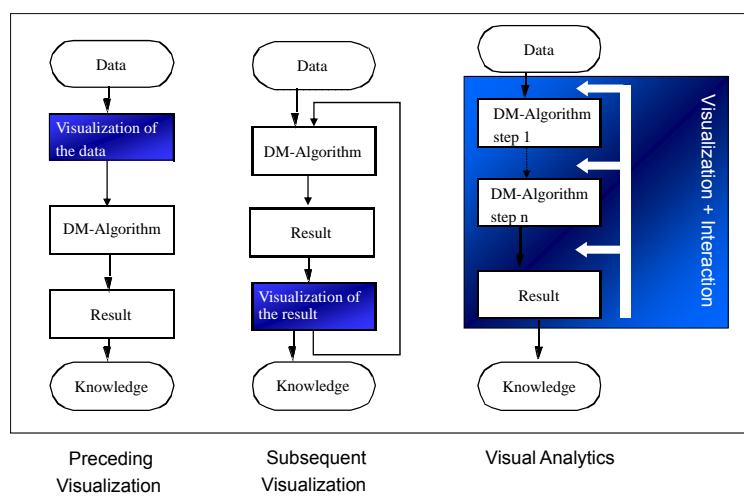 Data
Visualization of
the data
DM-Algorithm
Result
Knowledge
Data
DM-Algorithm
Result
Visualization of
the result
Knowledge
Data
DM-Algorithm
step 1
DM-Algorithm
step n
Result
Knowledge
Visualization + Interaction
Preceding
Visualization
Subsequent
Visualization
Visual Analytics